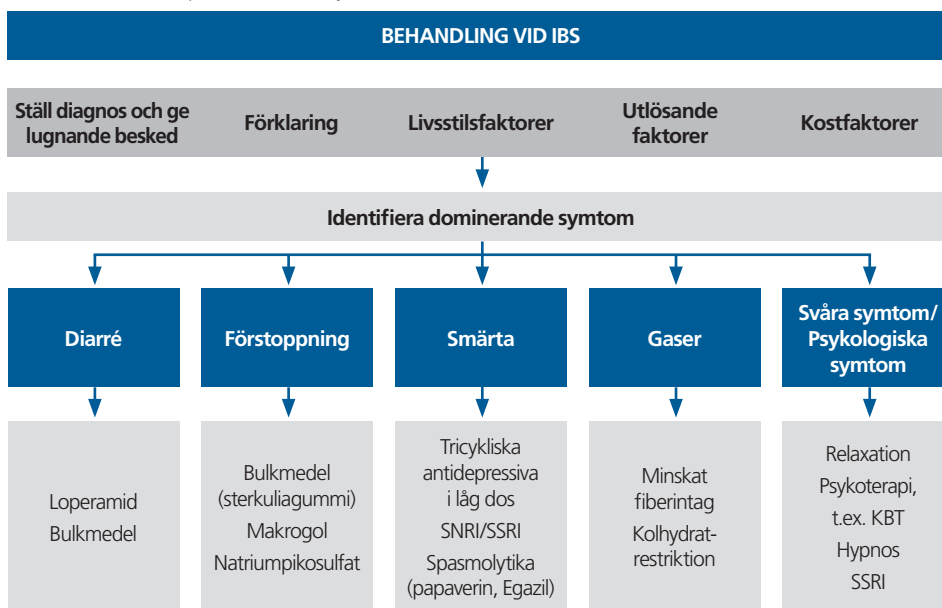 BEHANDLING VID IBS
Ställ diagnos och ge
lugnande besked
Förklaring
Livsstilsfaktorer
Utlösande
faktorer
Kostfaktorer
Identifiera dominerande symtom
Diarré
Förstoppning
Smärta
Gaser
Svåra symtom/
Psykologiska
symtom
Loperamid
Bulkmedel
Bulkmedel
(sterkuliagummi)
Makrogol
Natriumpikosulfat
Tricykliska
antidepressiva
i låg dos
SNRI/SSRI
Spasmolytika
(papaverin, Egazil)
Minskat
fiberintag
Kolhydrat-
restriktion
Relaxation
Psykoterapi,
t.ex. KBT
Hypnos
SSRI